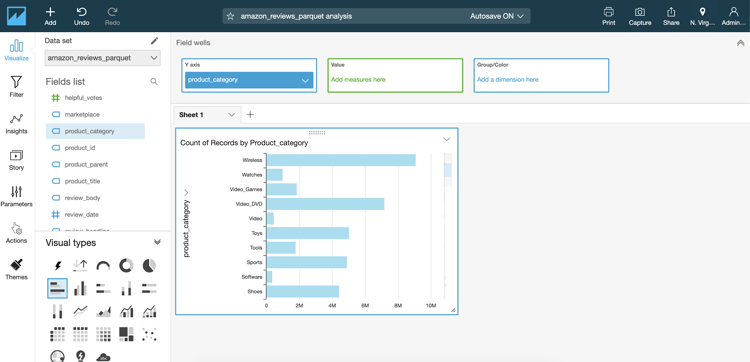 Add
Undo
Redo
amazon_reviews_parquet analysis
Autosave ON
Print
Capture
Share
N. Virg...
Admin...
Visualize
Filter
Insights
Story
Parameters
Actions
Themes
Data set
amazon_reviews_parquet
Fields list
helpful_votes
marketplace
product_category
product_id
product_parent
product_title
review_body
review_date
Visual types
Field wells
Y axis
product_category
Value
Add measures here
Group/Color
Add a dimension here
Sheet 1
Count of Records by Product_category
product_category
Wireless
Watches
Video_Games
Video_DVD
Video
Toys
Tools
Sports
Software
Shoes
0
2M
4M
6M
8M
10M